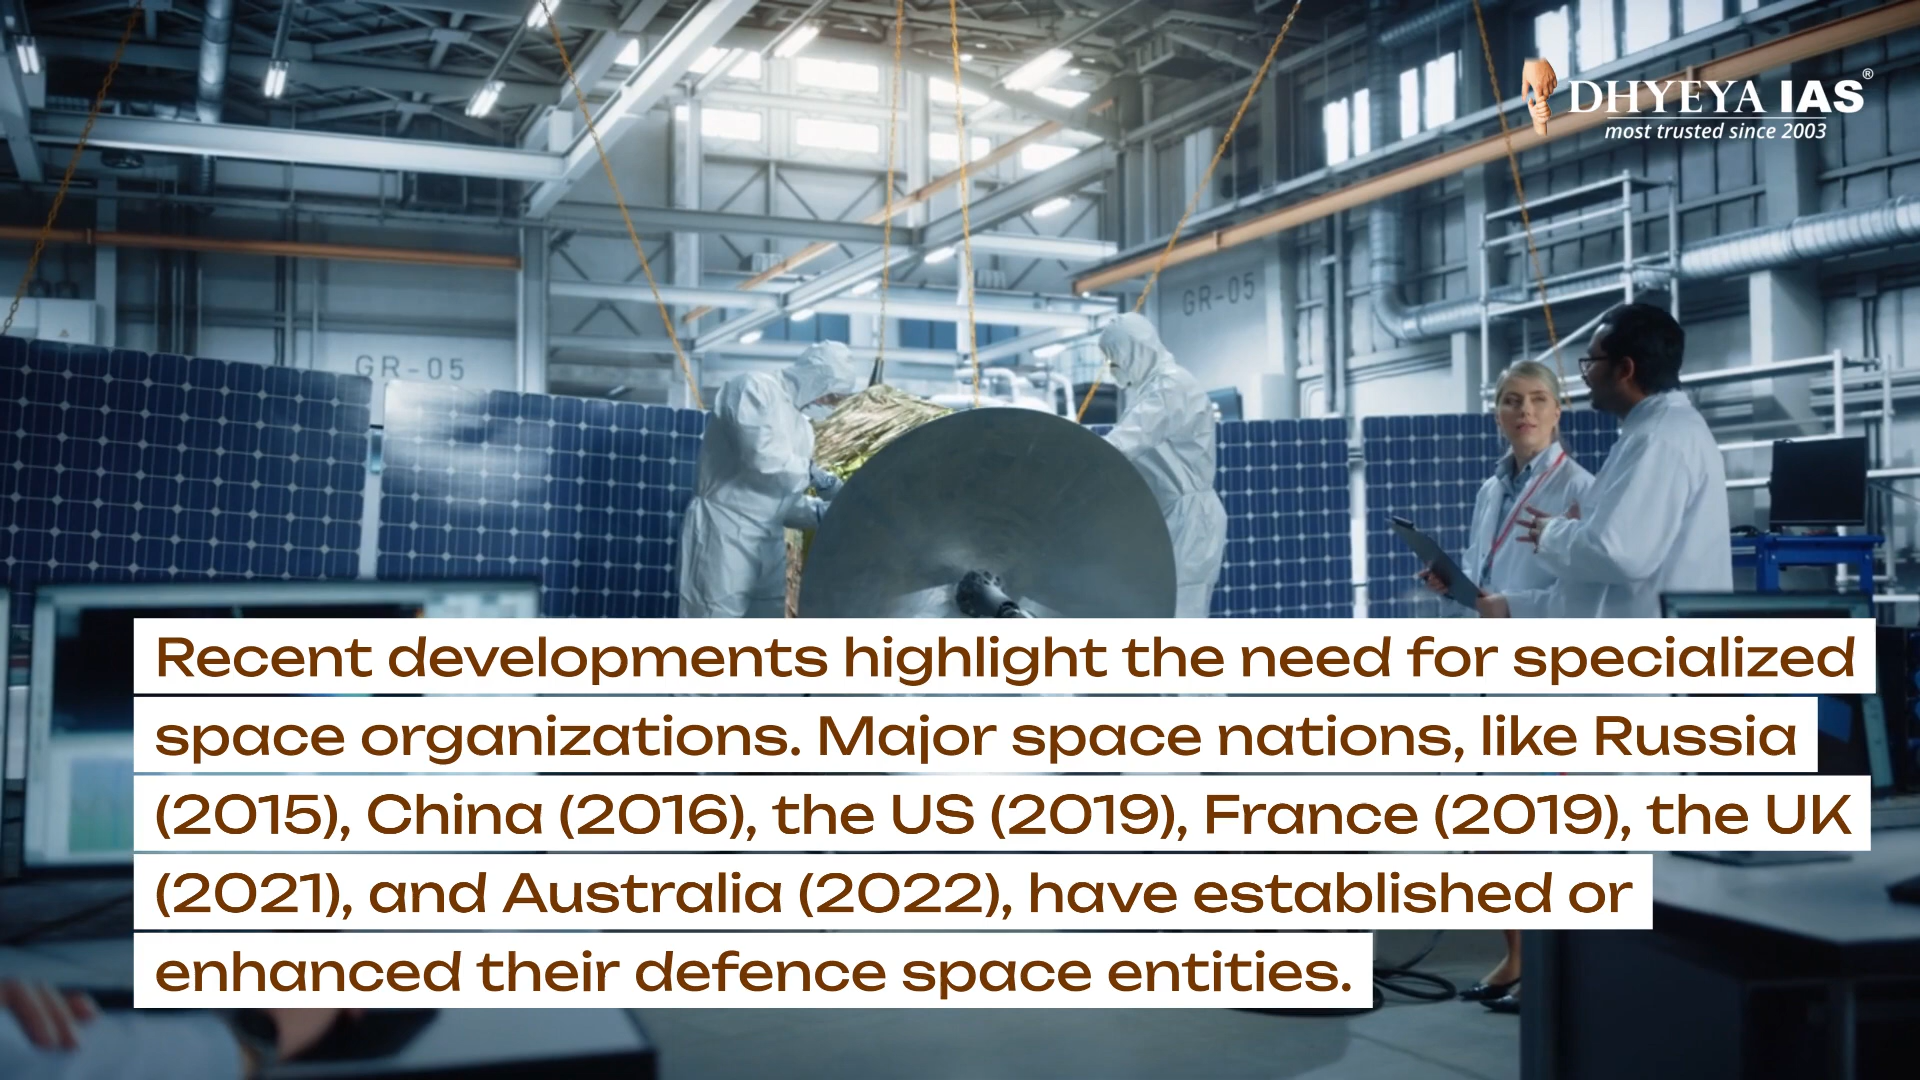 DHYEYA IAS®
most trusted since 2003
GR-05
GR-05
Recent developments highlight the need for specialized
space organizations. Major space nations, like Russia
(2015), China (2016), the US (2019), France (2019), the UK
(2021), and Australia (2022), have established or
enhanced their defence space entities.